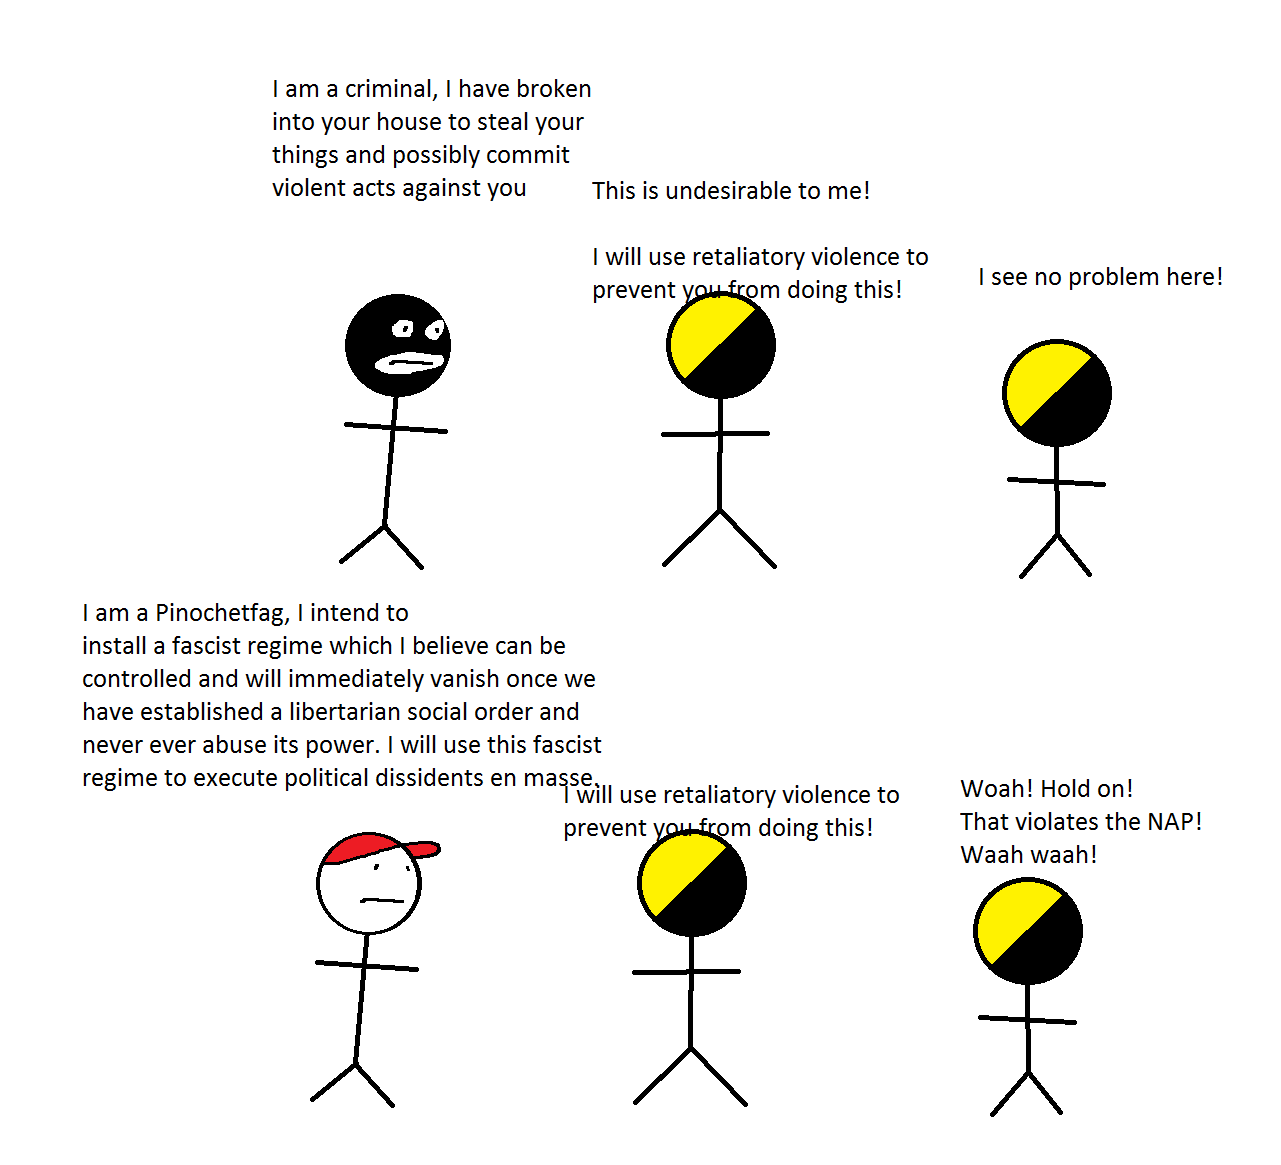 I am a criminal, I have broken
into your house to steal your
things and possibly commit
violent acts against you
This is undesirable to me!
I will use retaliatory violence to
prevent you from doing this!
I see no problem here!
I am a Pinochetfag, I intend to
install a fascist regime which I believe can be
controlled and will immediately vanish once we
have established a libertarian social order and
never ever abuse its power. I will use this fascist
regime to execute political dissidents en masse.
I will use retaliatory violence to
prevent you from doing this!
Woah! Hold on!
That violates the NAP!
Waah waah!